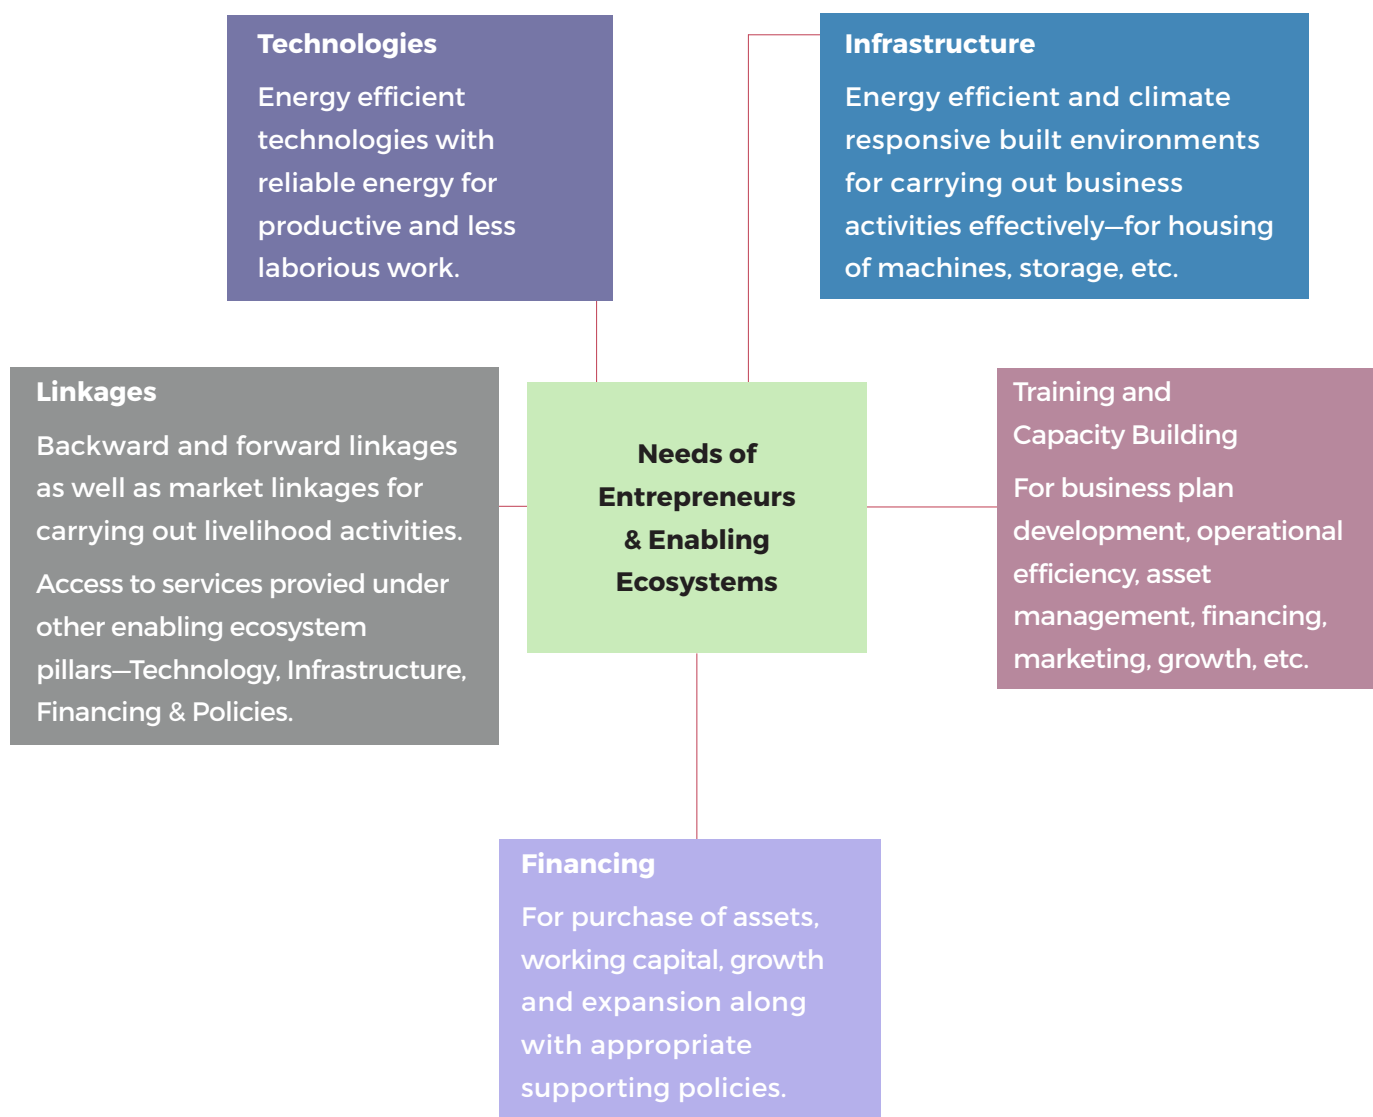 Technologies
Energy efficient
technologies with
reliable energy for
productive and less
laborious work.
Infrastructure
Energy efficient and climate
responsive built environments
for carrying out business
activities effectively—for housing
of machines, storage, etc.
Linkages
Backward and forward linkages
as well as market linkages for
carrying out livelihood activities.
Access to services provied under
other enabling ecosystem
pillars—Technology, Infrastructure,
Financing & Policies.
Needs of
Entrepreneurs
& Enabling
Ecosystems
Training and
Capacity Building
For business plan
development, operational
efficiency, asset
management, financing,
marketing, growth, etc.
Financing
For purchase of assets,
working capital, growth
and expansion along
with appropriate
supporting policies.